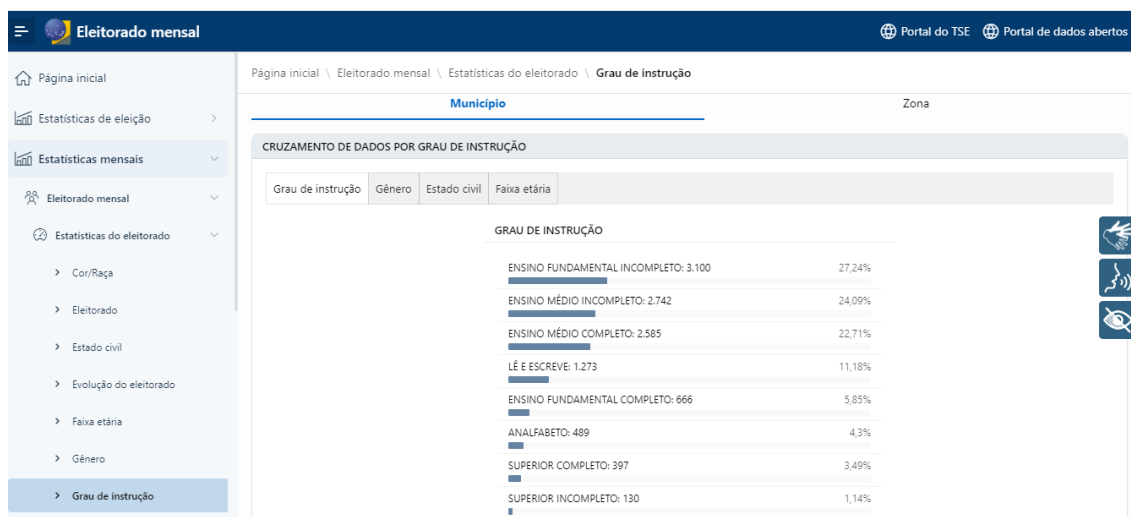 Eleitorado mensal
Portal do TSE Portal de dados abertos
Página inicial
Estatísticas de eleição
Estatísticas mensais
Eleitorado mensal
Estatísticas do eleitorado
Cor/Raça
Eleitorado
Estado civil
Evolução do eleitorado
Faixa etária
Gênero
Grau de instrução
Página inicial \ Eleitorado mensal \ Estatísticas do eleitorado \ Grau de instrução
Município Zona
CRUZAMENTO DE DADOS POR GRAU DE INSTRUÇÃO
Grau de instrução Gênero Estado civil Faixa etária
GRAU DE INSTRUÇÃO
ENSINO FUNDAMENTAL INCOMPLETO: 3.100 27,24%
ENSINO MÉDIO INCOMPLETO: 2.742 24,09%
ENSINO MÉDIO COMPLETO: 2.585 22,71%
LÊ E ESCREVE: 1.273 11,18%
ENSINO FUNDAMENTAL COMPLETO: 666 5,85%
ANALFABETO: 489 4,3%
SUPERIOR COMPLETO: 397 3,49%
SUPERIOR INCOMPLETO: 130 1,14%